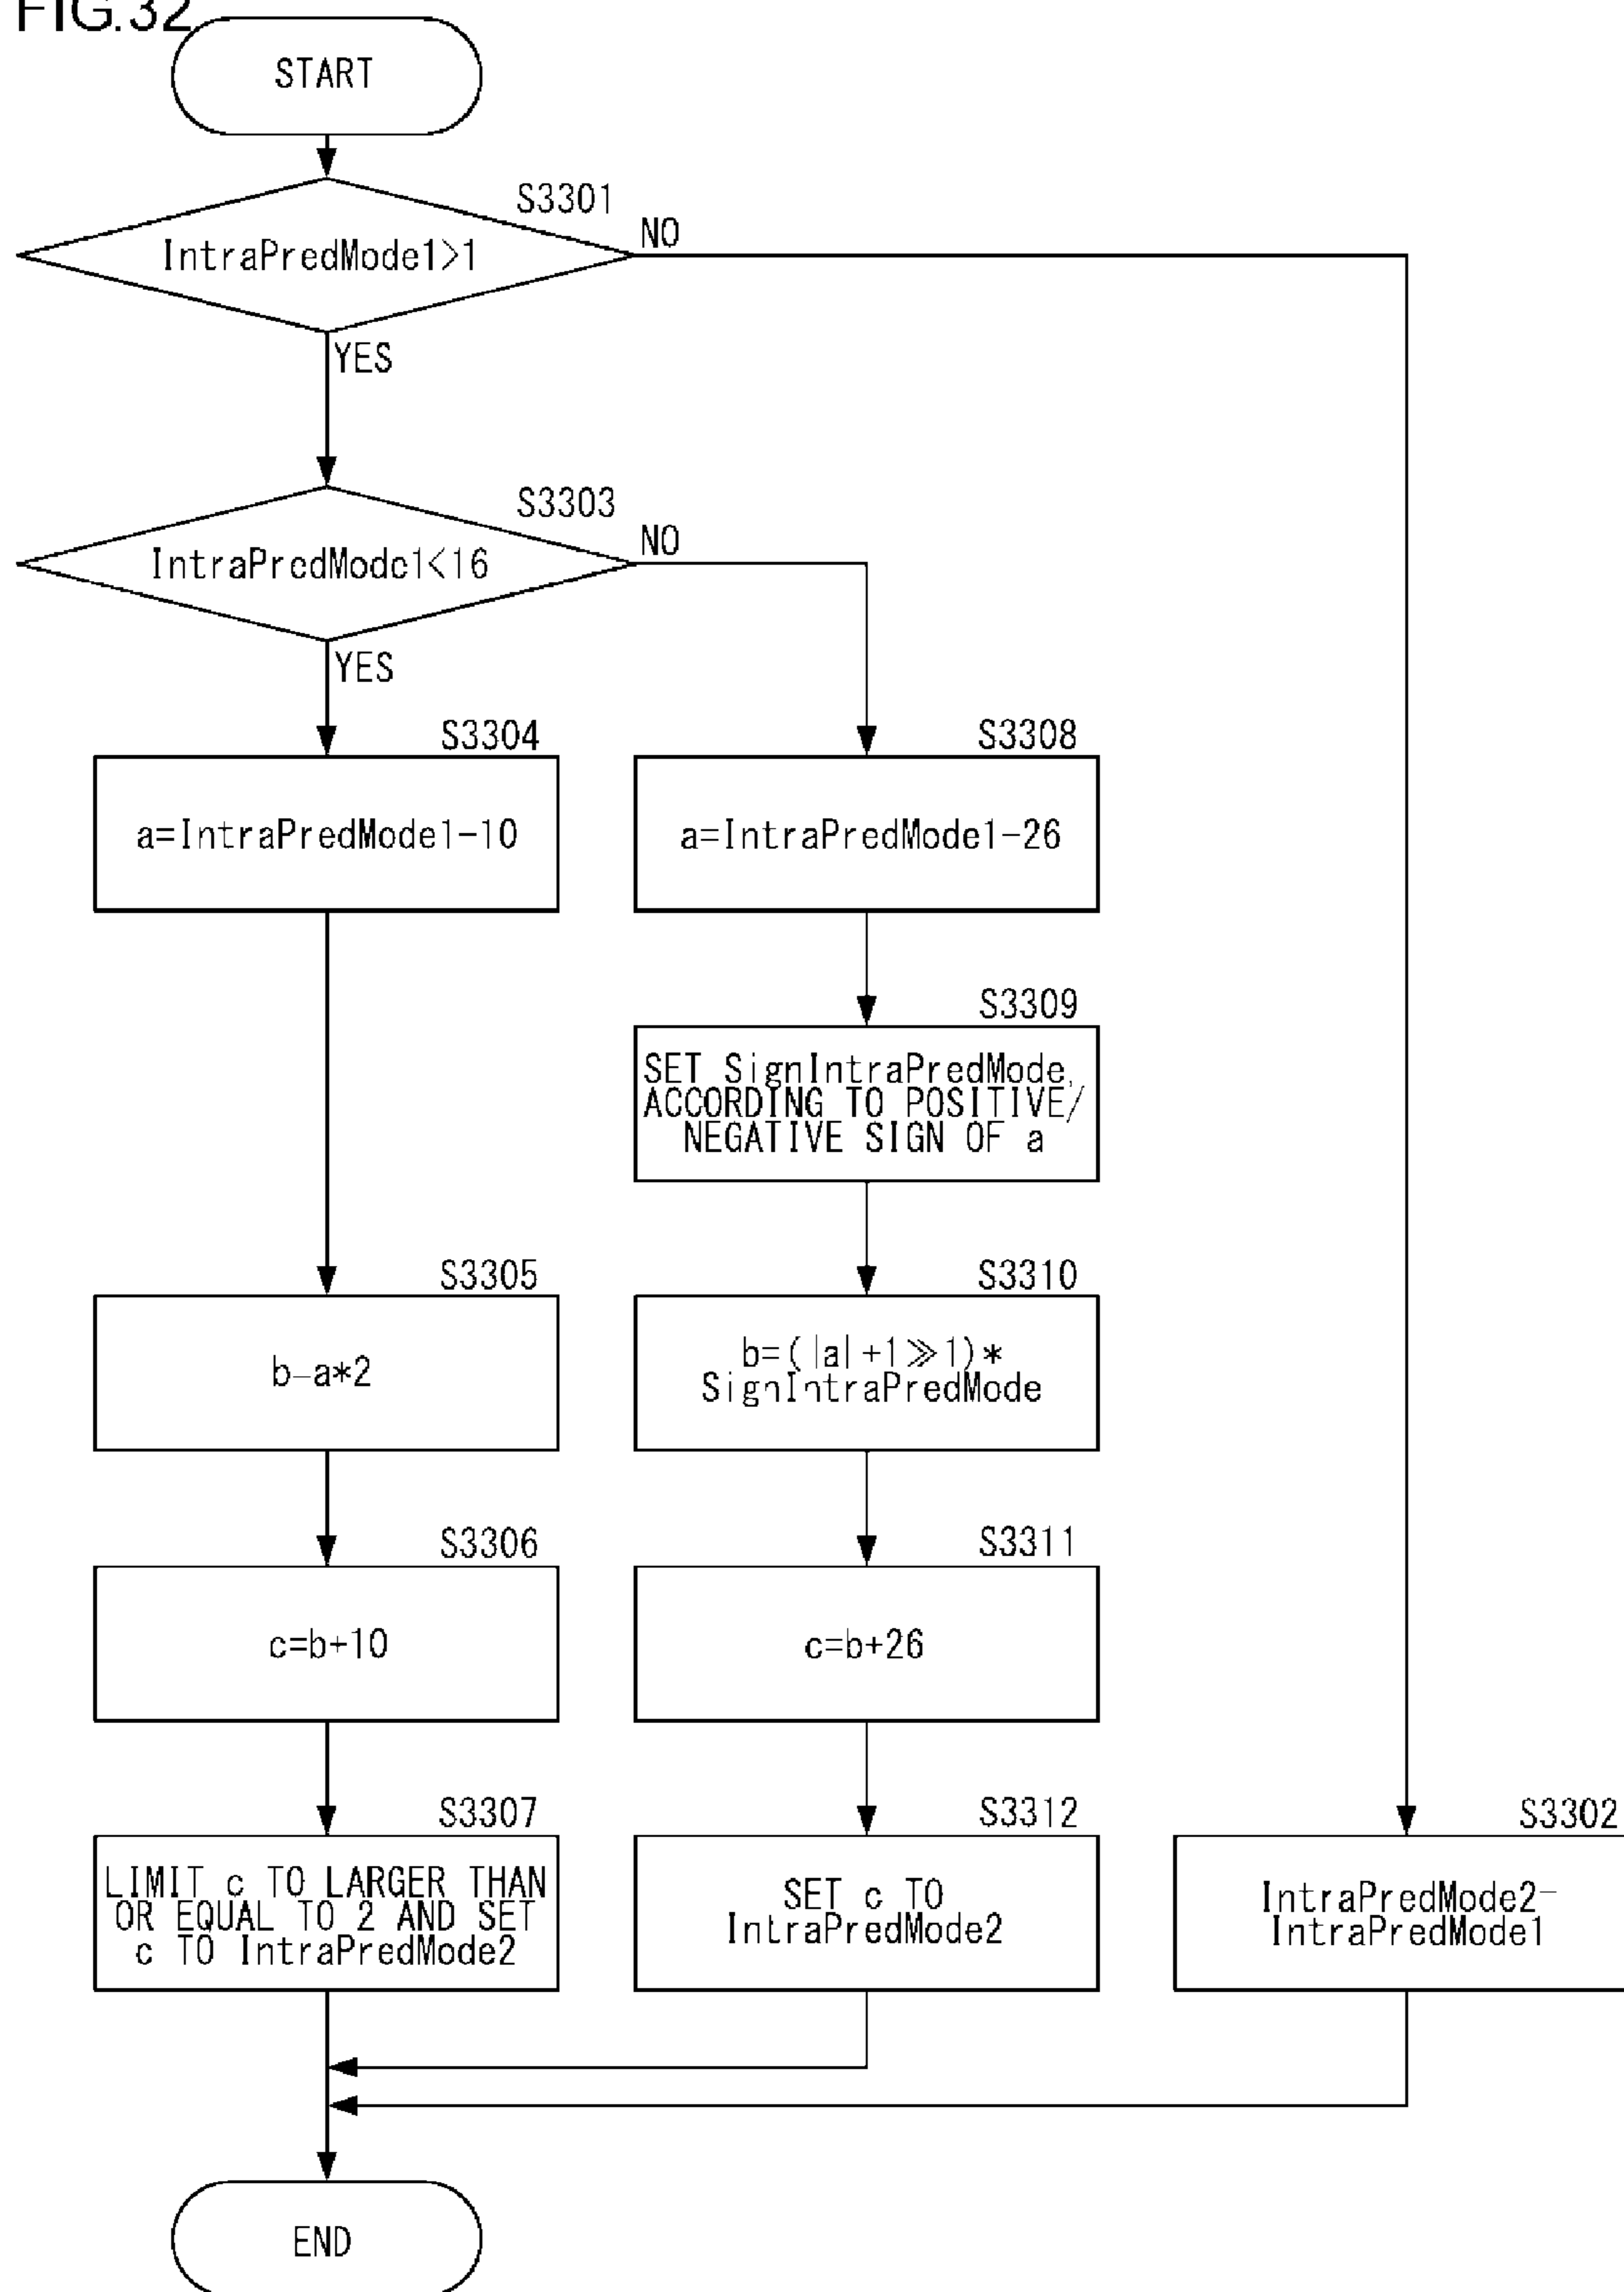 FIG.32
START
S3301
IntraPredMode1>1
NO
YES
S3303
IntraPredMode1<16
NO
YES
S3304
a=IntraPredMode1-10
S3308
a=IntraPredMode1-26
S3309
SET SignIntraPredMode,
ACCORDING TO POSITIVE/
NEGATIVE SIGN OF a
S3305
b-a*2
S3310
b=(|a|+1≫1)*
SignIntraPredMode
S3306
c=b+10
S3311
c=b+26
S3307
LIMIT c TO LARGER THAN
OR EQUAL TO 2 AND SET
c TO IntraPredMode2
S3312
SET c TO
IntraPredMode2
S3302
IntraPredMode2-
IntraPredMode1
END